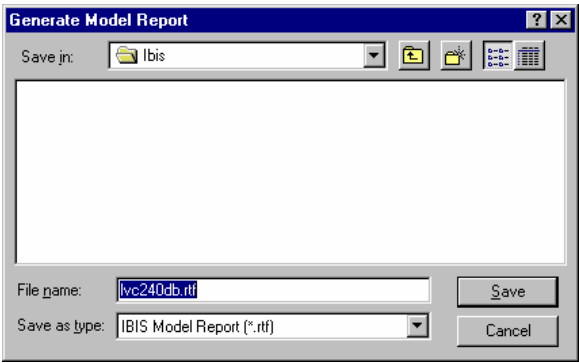 Generate Model Report
Save in: Ibis
File name: lvc240db.rtf
Save
Save as type: IBIS Model Report (*.rtf)
Cancel